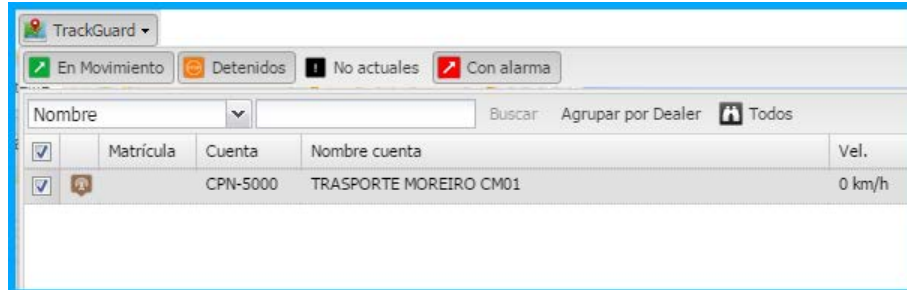 TrackGuard
En Movimiento Detenidos No actuales Con alarma
Nombre Buscar Agrupar por Dealer Todos
Matrícula Cuenta Nombre cuenta Vel.
CPN-5000 TRASPORTE MOREIRO CM01 0 km/h